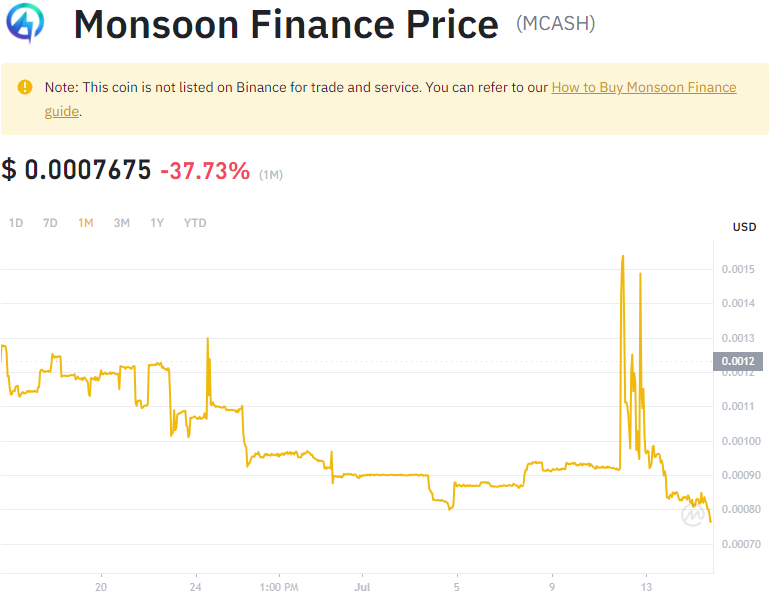 Monsoon Finance Price (MCASH)
Note: This coin is not listed on Binance for trade and service. You can refer to our How to Buy Monsoon Finance
guide.
$ 0.0007675 -37.73% (1M)
1D 7D 1M 3M 1Y YTD
USD
0.0015
0.0014
0.0013
0.0012
0.0012
0.0011
0.00100
0.00090
0.00080
0.00070
20 24 1:00 PM Jul 5 9 13